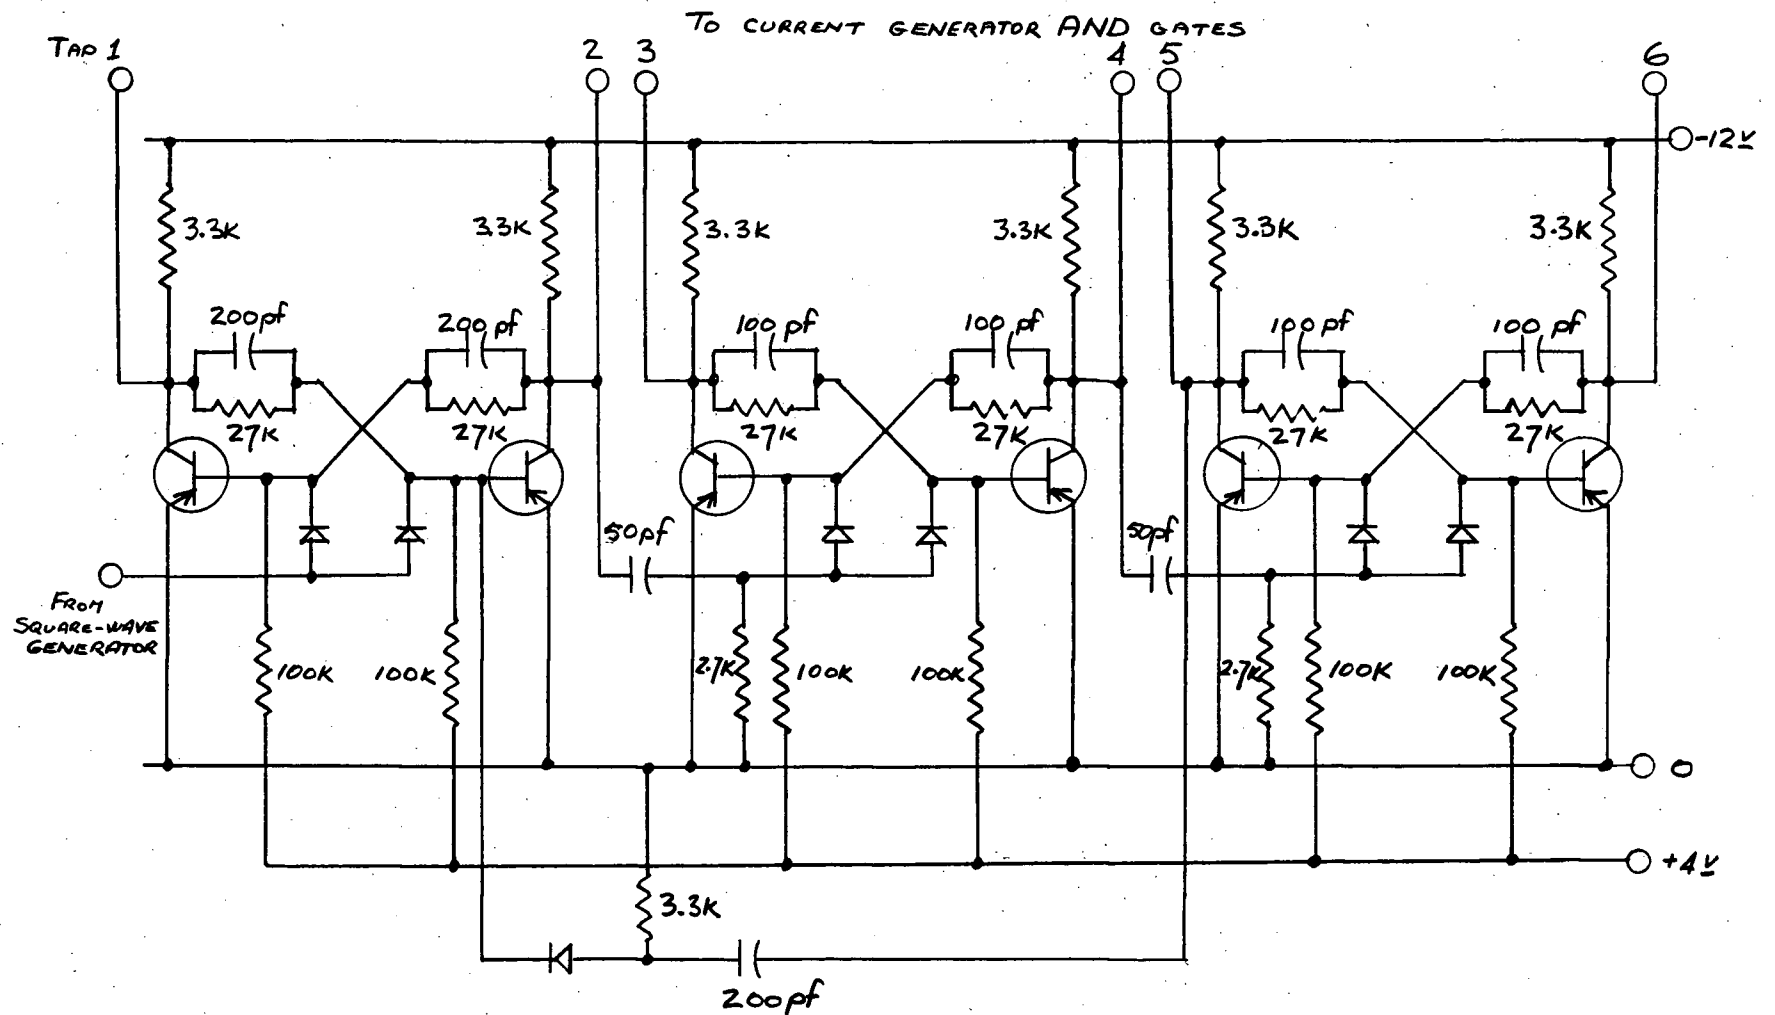 To CURRENT GENERATOR AND GATES
TAP 1
2
3
4
5
6
-12V
3.3K
3.3K
3.3K
3.3K
3.3K
3.3K
200pf
200pf
100pf
100pf
100pf
100pf
27K
27K
27K
27K
27K
27K
50pf
50pf
FROM
SQUARE-WAVE
GENERATOR
100K
100K
2.7K
100K
100K
2.7K
100K
100K
0
+4V
3.3K
200pf